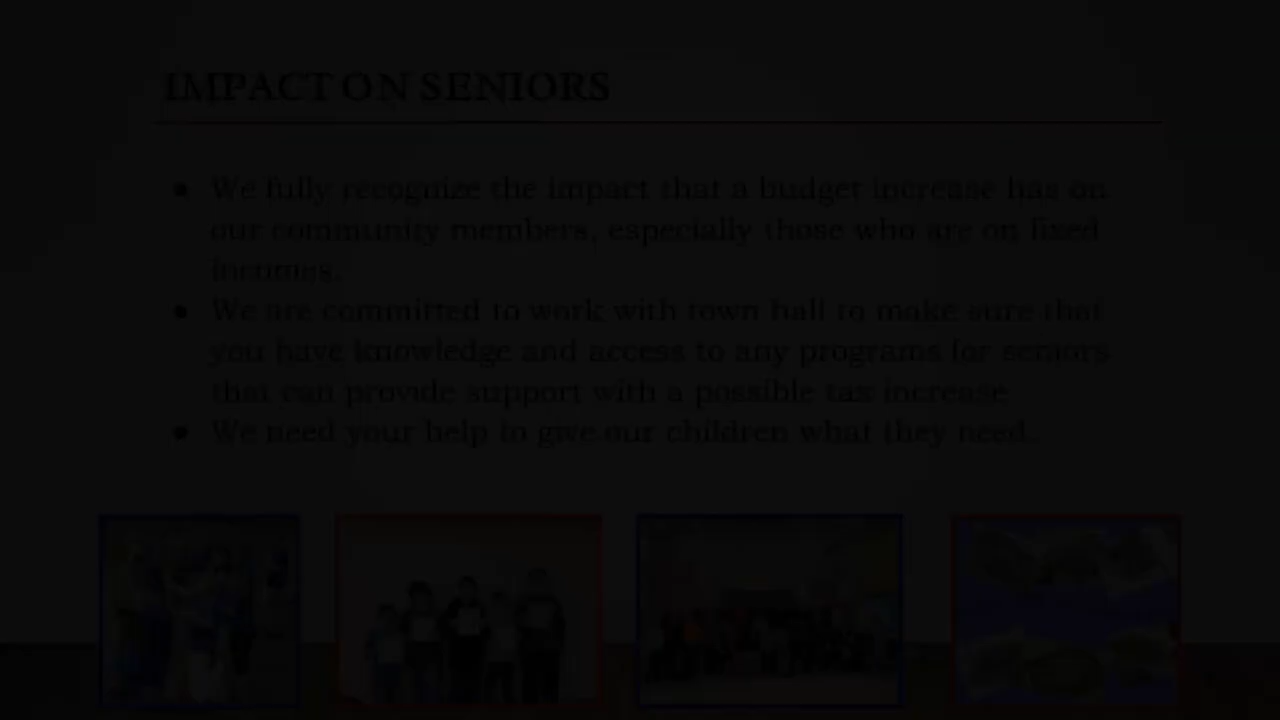 IMPACT ON SENIORS
● We fully recognize the impact that a budget increase has on
our community members, especially those who are on fixed
incomes.
● We are committed to work with town hall to make sure that
you have knowledge and access to any programs for seniors
that can provide support with a possible tax increase
● We need your help to give our children what they need.